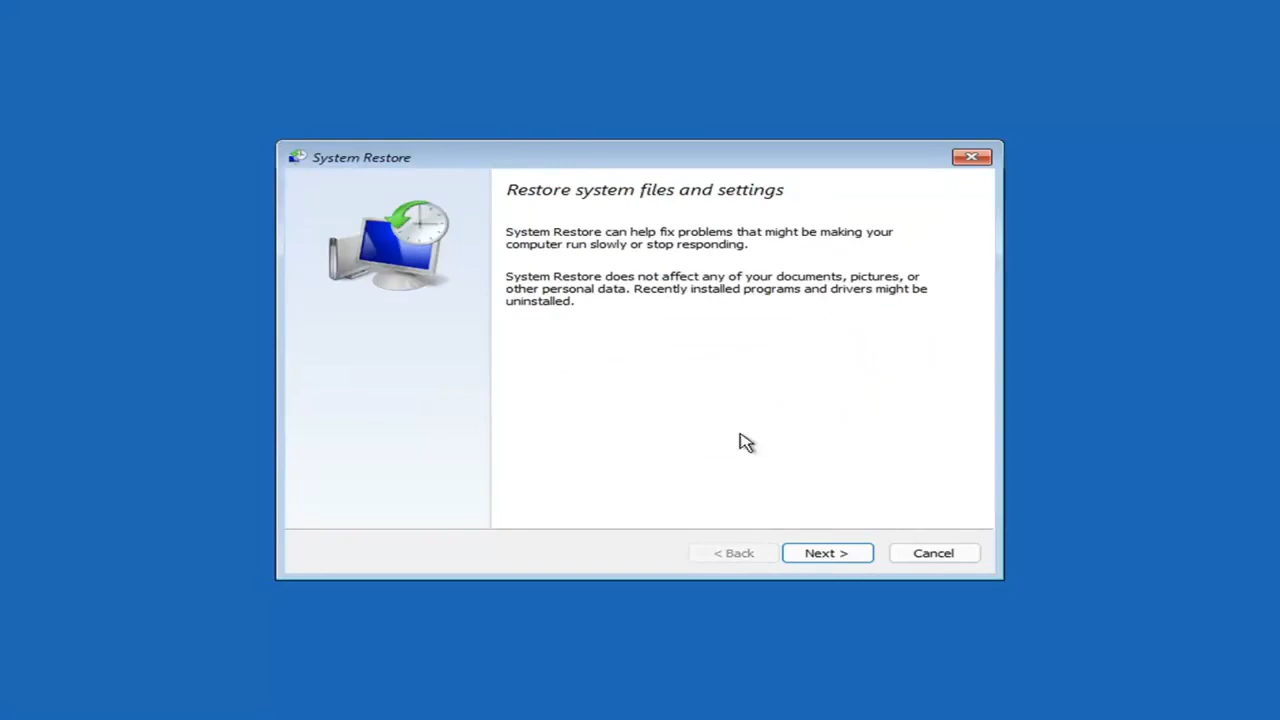 System Restore
Restore system files and settings
System Restore can help fix problems that might be making your
computer run slowly or stop responding.
System Restore does not affect any of your documents, pictures, or
other personal data. Recently installed programs and drivers might be
uninstalled.
< Back Next > Cancel